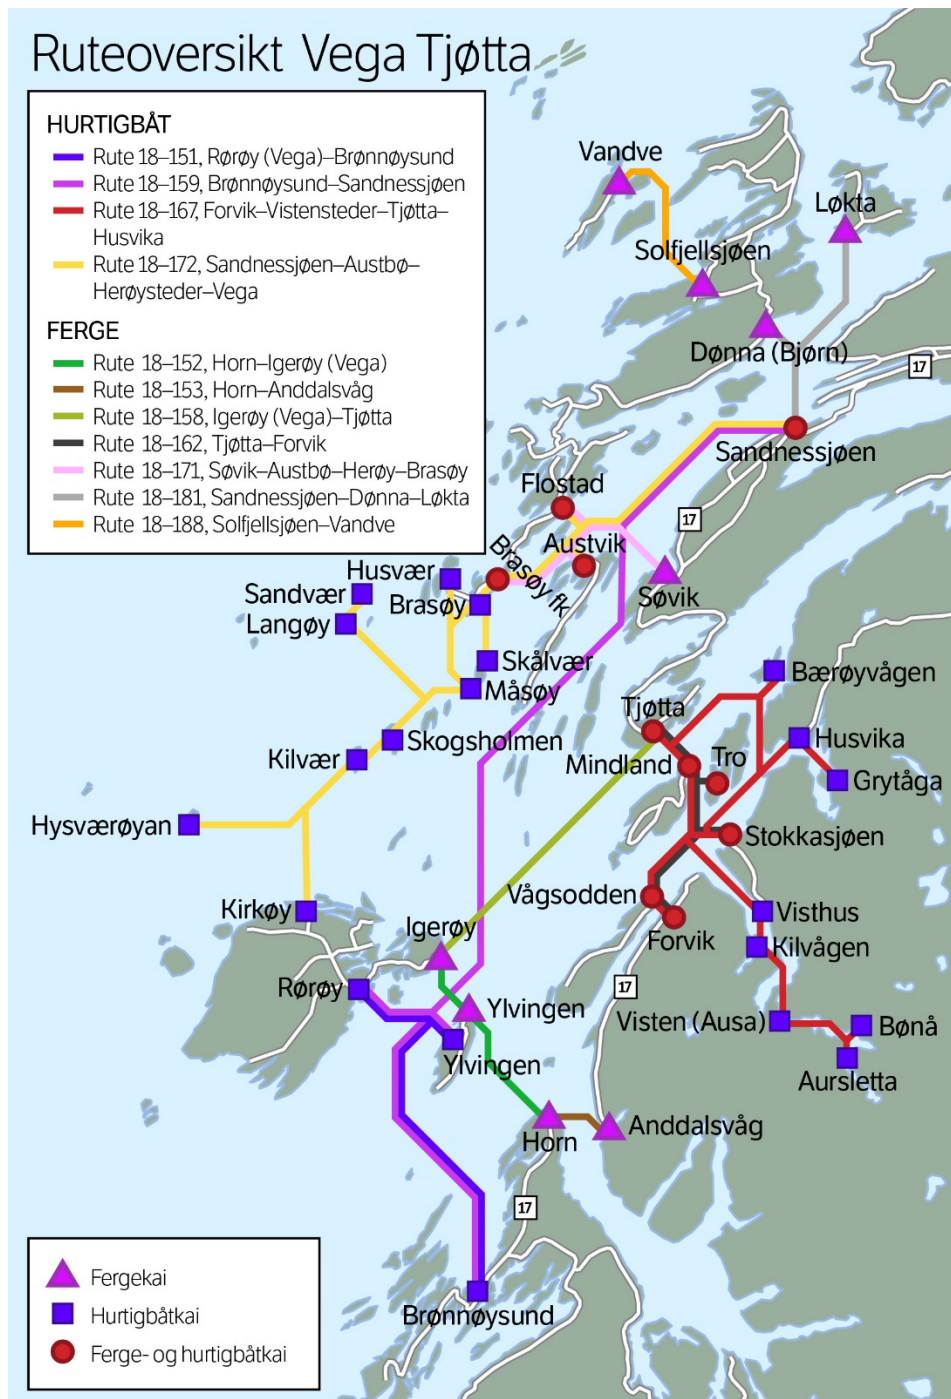 Ruteoversikt Vega Tjøtta
HURTIGBÅT
Rute 18–151, Rørøy (Vega)–Brønnøysund
Rute 18–159, Brønnøysund–Sandnessjøen
Rute 18–167, Forvik–Vistensteder–Tjøtta–
Husvika
Rute 18–172, Sandnessjøen–Austbø–
Herøysteder–Vega
FERGE
Rute 18–152, Horn–Igerøy (Vega)
Rute 18–153, Horn–Anddalsvåg
Rute 18–158, Igerøy (Vega)–Tjøtta
Rute 18–162, Tjøtta–Forvik
Rute 18–171, Søvik–Austbø–Herøy–Brasøy
Rute 18–181, Sandnessjøen–Dønna–Løkta
Rute 18–188, Solfjellsjøen–Vandve
Vandve
Løkta
Solfjellsjøen
Dønna (Bjørn)
17
Sandnessjøen
Flostad
17
Austvik
Brasøy fk
Husvær
Søvik
Sandvær
Brasøy
Langøy
Skålvær
Bærøyvågen
Måsøy
Tjøtta
Skogsholmen
Husvika
Kilvær
Mindland
Tro
Grytåga
Hysværøyan
Stokkasjøen
Vågsodden
Kirkøy
Visthus
Igerøy
Forvik
Kilvågen
Rørøy
17
Ylvingen
Visten (Ausa)
Bønå
Ylvingen
Aursletta
Horn
Anddalsvåg
17
Brønnøysund
Fergekai
Hurtigbåtkai
Ferge- og hurtigbåtkai